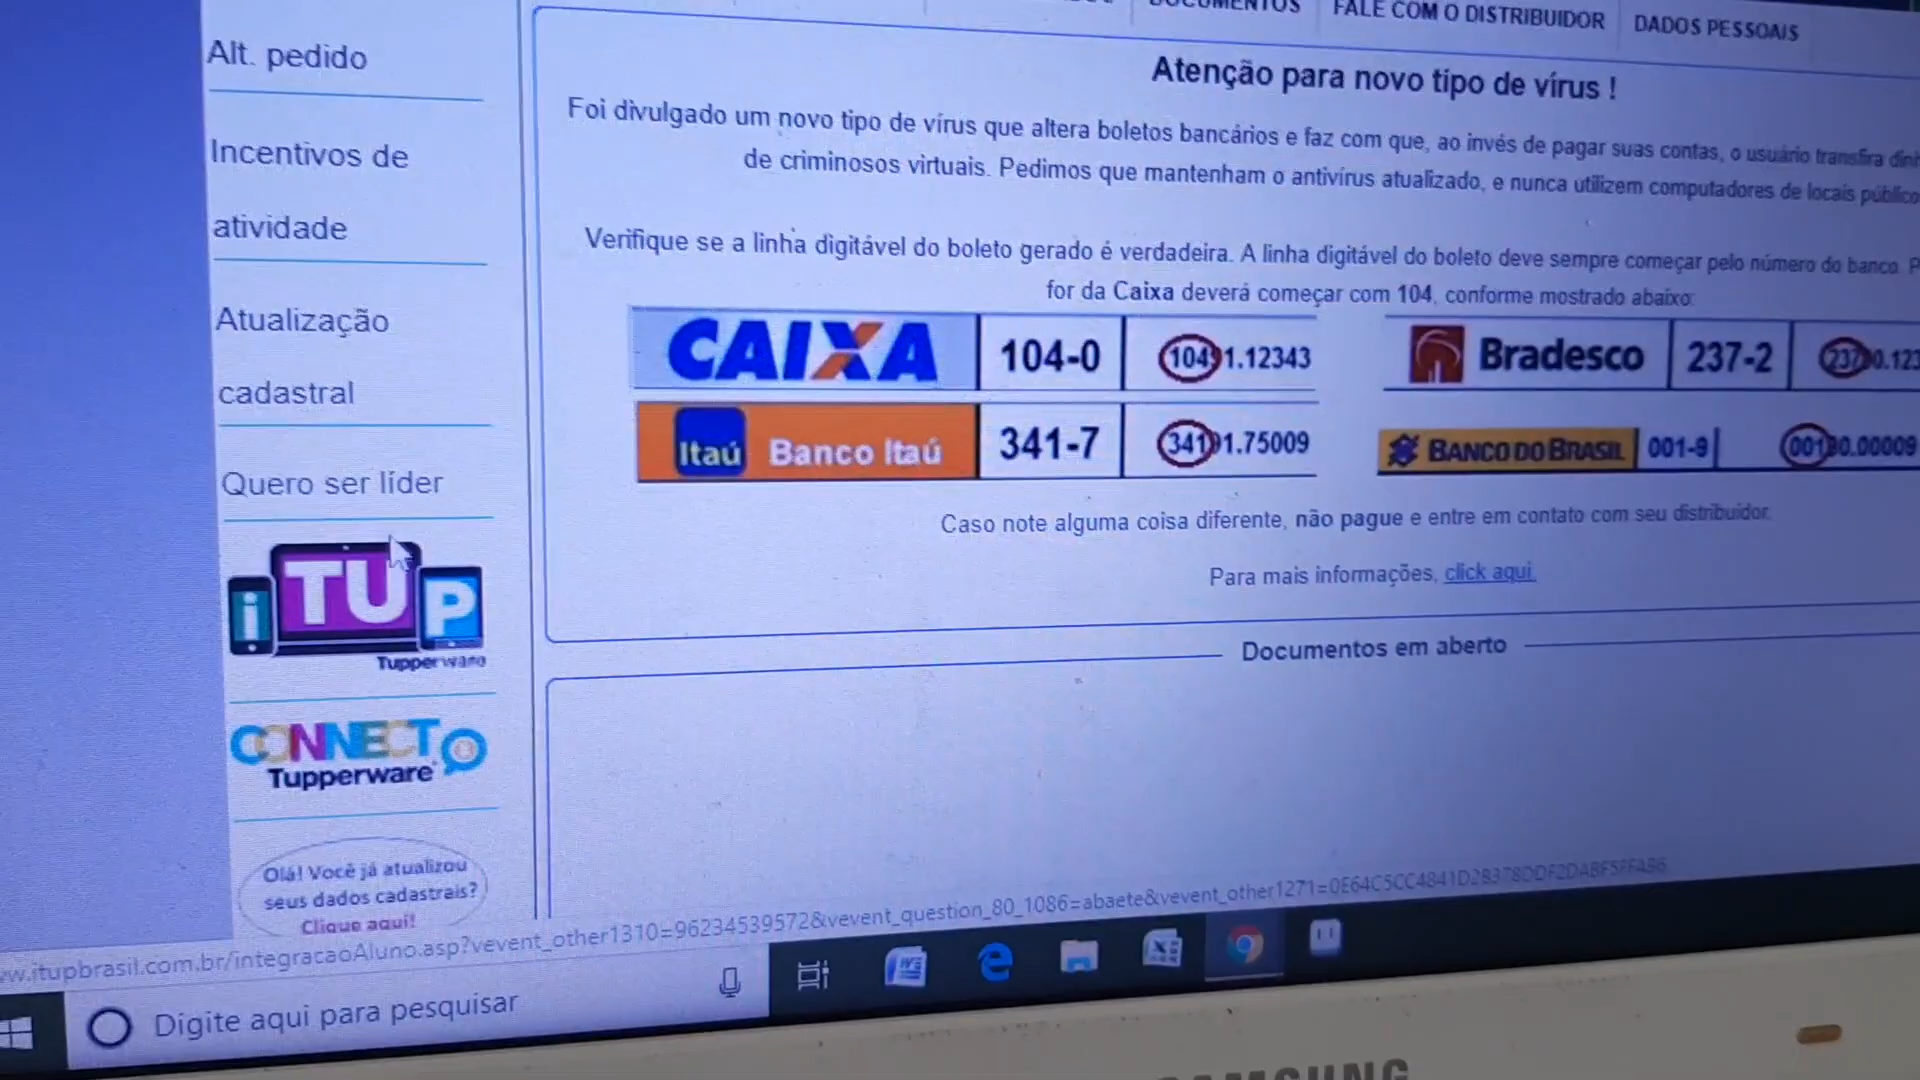 DOCUMENTOS
FALE COM O DISTRIBUIDOR
DADOS PESSOAIS
Alt. pedido
Incentivos de
atividade
Atualização
cadastral
Quero ser líder
iTUP
Tupperware
CONNECT
Tupperware
Olá! Você já atualizou
seus dados cadastrais?
Clique aqui!
Atenção para novo tipo de vírus !
Foi divulgado um novo tipo de vírus que altera boletos bancários e faz com que, ao invés de pagar suas contas, o usuário transfira
de criminosos virtuais. Pedimos que mantenham o antivírus atualizado, e nunca utilizem computadores de locais
Verifique se a linha digitável do boleto gerado é verdadeira. A linha digitável do boleto deve sempre começar pelo número do banco.
for da Caixa deverá começar com 104, conforme mostrado abaixo:
CAIXA 104-0 10491.12343
Bradesco 237-2 23790.123
Itaú Banco Itaú 341-7 34191.75009
BANCO DO BRASIL 001-9 00190.00009
Caso note alguma coisa diferente, não pague e entre em contato com seu distribuidor.
Para mais informações, click aqui.
Documentos em aberto
w.itupbrasil.com.br/integracaoAluno.asp?vevent_other1310=96234539572&vevent_question_80_1086=abaete&vevent_other1271=
Digite aqui para pesquisar
SAMSUNG